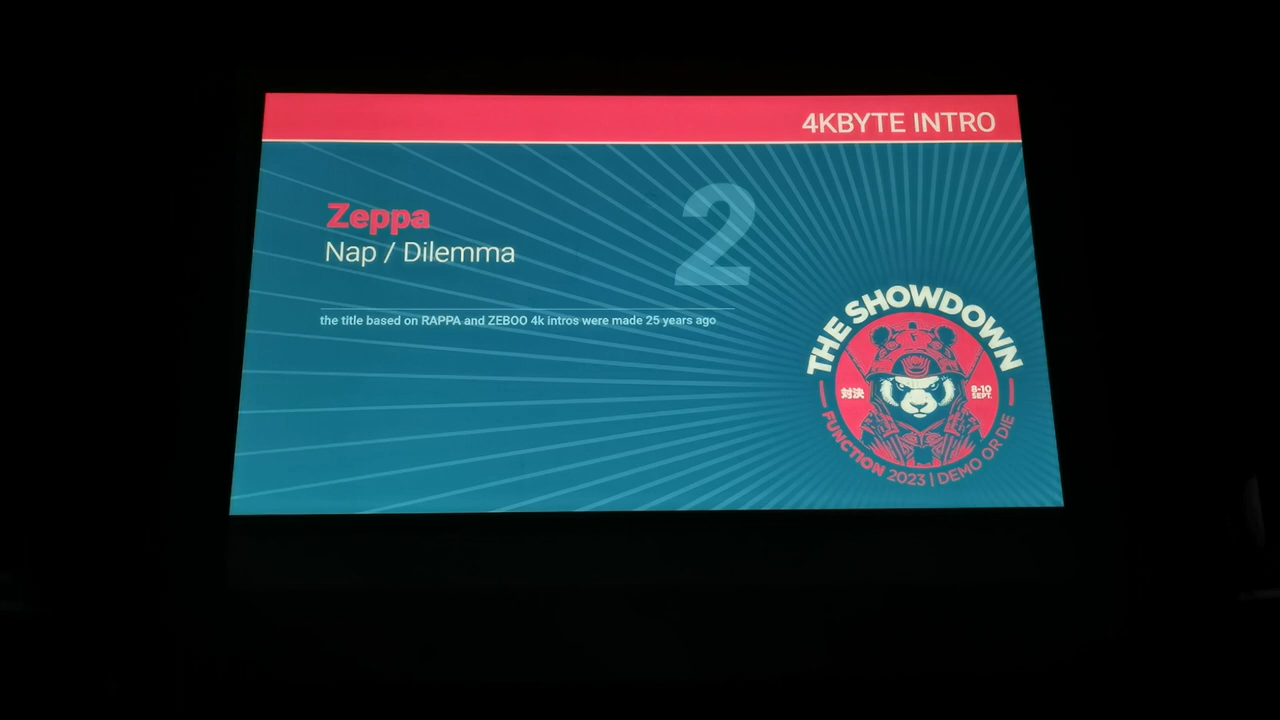 4KBYTE INTRO
Zeppa
2
Nap / Dilemma
the title based on RAPPA and ZEBOO 4k intros were made 25 years ago
THE SHOWDOWN
対決
8-10
SEPT.
FUNCTION 2023 | DEMO OR DIE